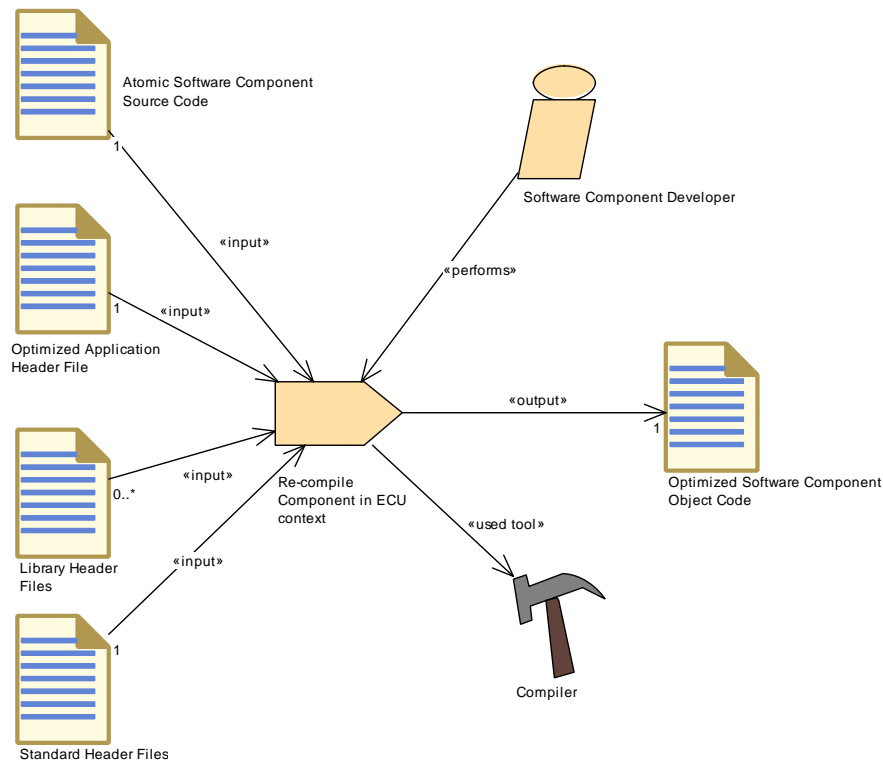 Atomic Software Component
Source Code
1
«input»
Software Component Developer
«performs»
«input»
1
Optimized Application
Header File
«output»
1
Optimized Software Component
Object Code
Re-compile
Component in ECU
context
«input»
0..*
Library Header
Files
«used tool»
«input»
1
Compiler
Standard Header Files